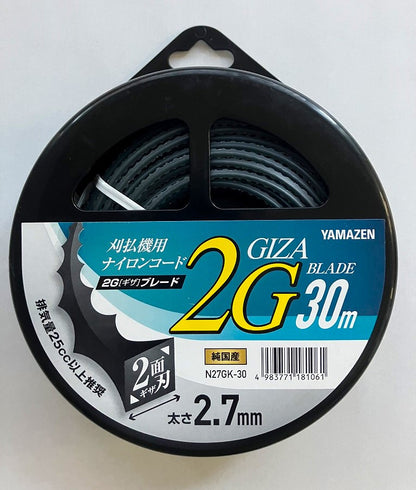 YAMAZEN
刈払機用
ナイロンコード
2G[ギザ]ブレード
2G
GIZA
BLADE
30m
排気量25cc以上推奨
2面
ギザ刃
純国産
N27GK-30
4 983771 181061
太さ2.7mm